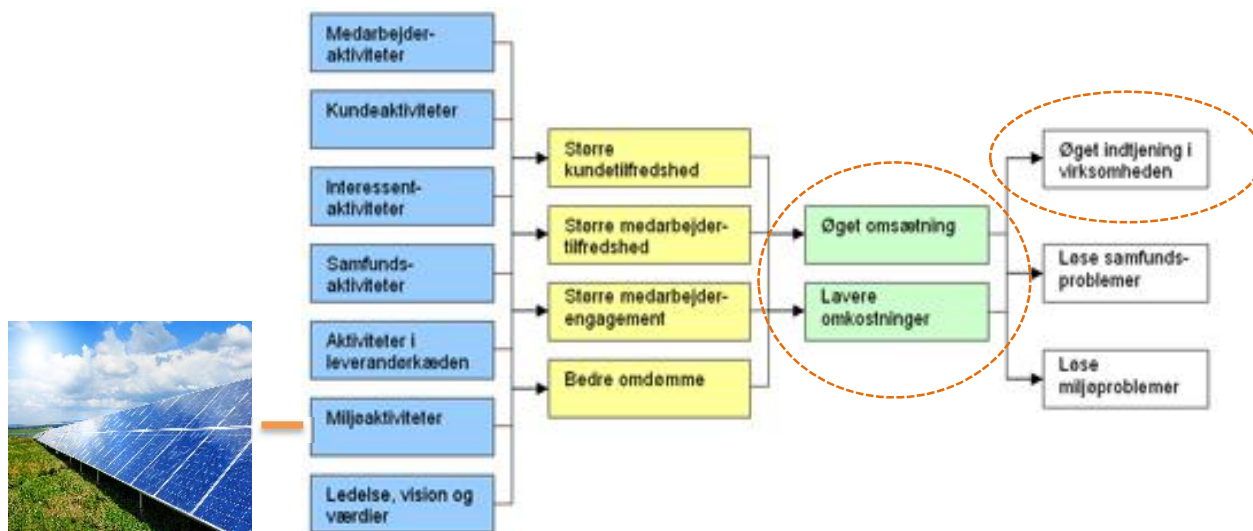 Medarbejder-
aktiviteter
Kundeaktiviteter
Interessent-
aktiviteter
Samfunds-
aktiviteter
Aktiviteter i
leverandørkæden
Miljøaktiviteter
Ledelse, vision og
værdier
Større
kundetilfredshed
Større medarbejder-
tilfredshed
Større medarbejder-
engagement
Bedre omdømme
Øget omsætning
Lavere
omkostninger
Øget indtjening i
virksomheden
Løse samfunds-
problemer
Løse
miljøproblemer